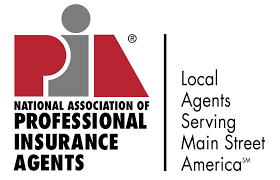 PIA®
NATIONAL ASSOCIATION OF
PROFESSIONAL
INSURANCE
AGENTS
Local
Agents
Serving
Main Street
America℠